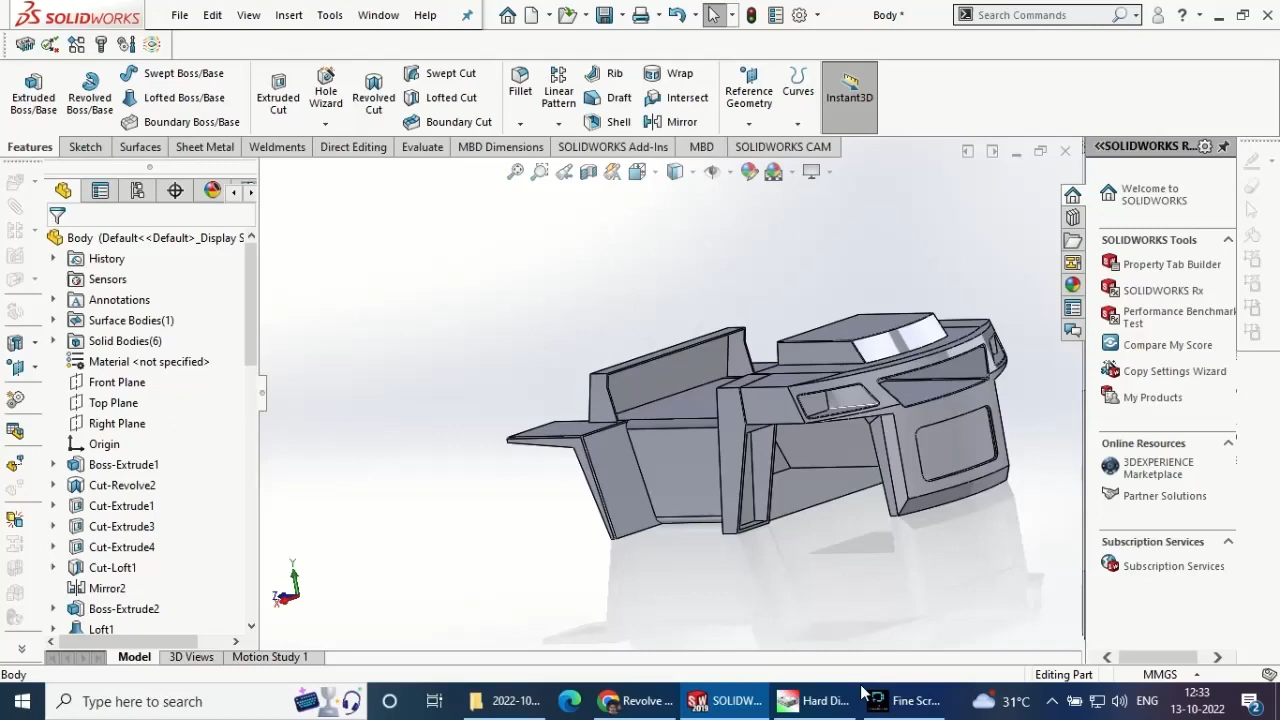 SOLIDWORKS File Edit View Insert Tools Window Help Body * Search Commands
Extruded Boss/Base
Revolved Boss/Base
Swept Boss/Base
Lofted Boss/Base
Boundary Boss/Base
Extruded Cut
Hole Wizard
Revolved Cut
Swept Cut
Lofted Cut
Boundary Cut
Fillet
Linear Pattern
Rib
Draft
Shell
Wrap
Intersect
Mirror
Reference Geometry
Curves
Instant3D
Features Sketch Surfaces Sheet Metal Weldments Direct Editing Evaluate MBD Dimensions SOLIDWORKS Add-Ins MBD SOLIDWORKS CAM
Body (Default<<Default>_Display S
History
Sensors
Annotations
Surface Bodies(1)
Solid Bodies(6)
Material <not specified>
Front Plane
Top Plane
Right Plane
Origin
Boss-Extrude1
Cut-Revolve2
Cut-Extrude1
Cut-Extrude3
Cut-Extrude4
Cut-Loft1
Mirror2
Boss-Extrude2
Loft1
Y
Z
X
<<SOLIDWORKS R...
Welcome to
SOLIDWORKS
SOLIDWORKS Tools
Property Tab Builder
SOLIDWORKS Rx
Performance Benchmark
Test
Compare My Score
Copy Settings Wizard
My Products
Online Resources
3DEXPERIENCE
Marketplace
Partner Solutions
Subscription Services
Subscription Services
Model 3D Views Motion Study 1
Body Editing Part MMGS
Type here to search 2022-10... Revolve ... SOLIDW... Hard Di... Fine Scr... 31°C ENG 12:33
13-10-2022